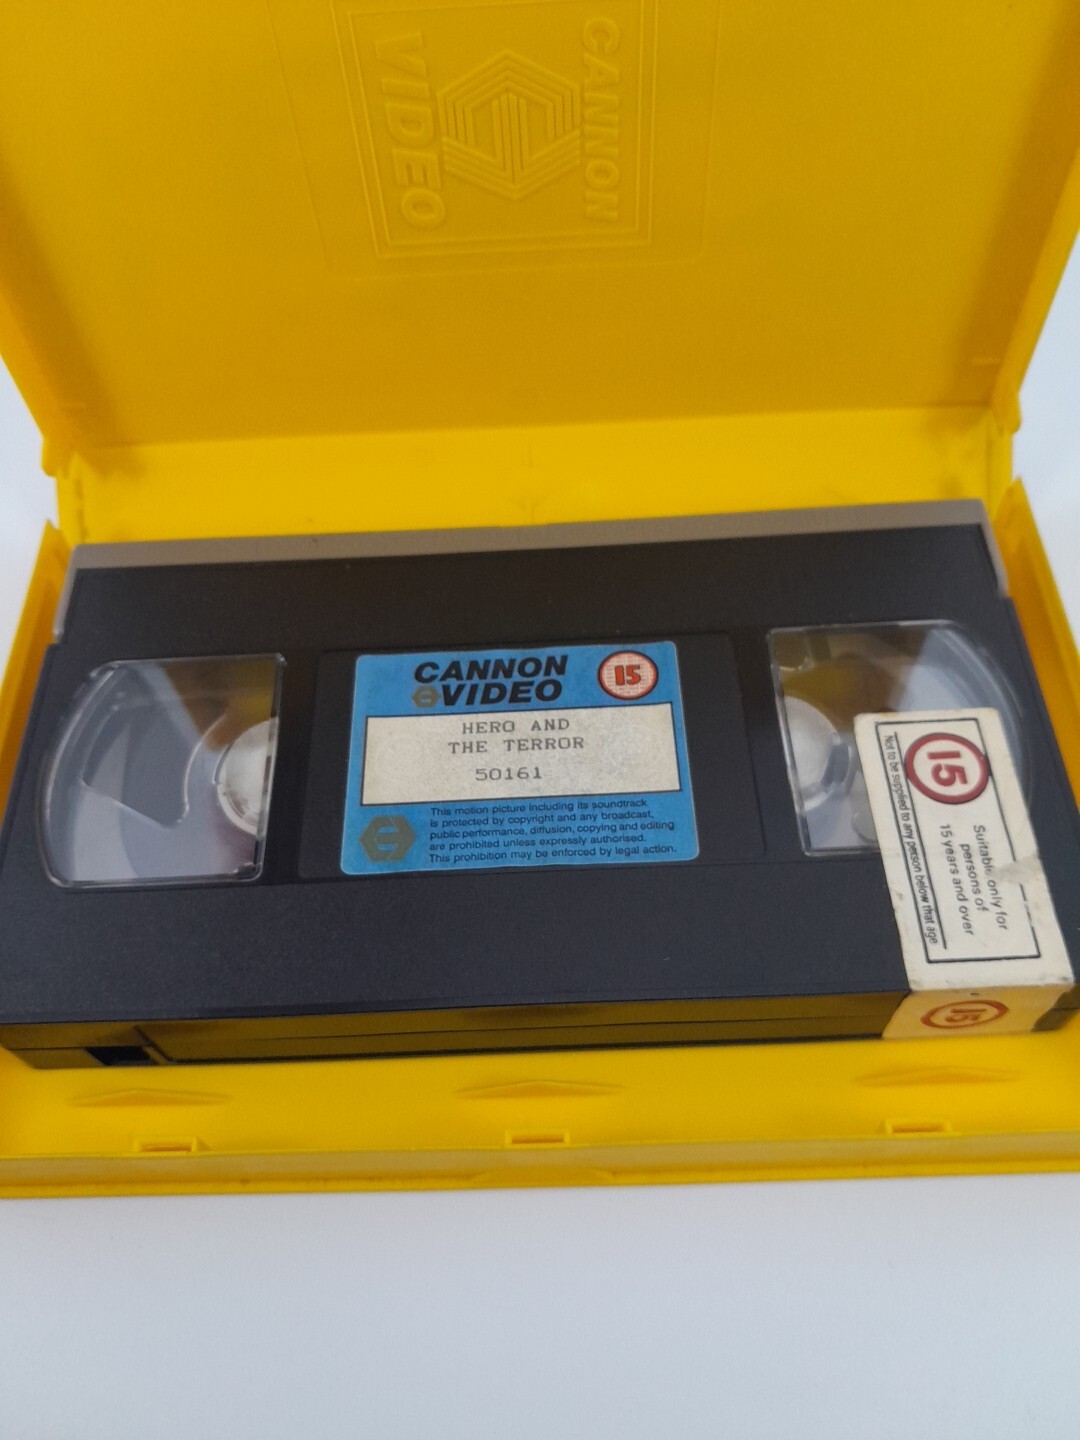 CANNON
VIDEO
CANNON
VIDEO
15
HERO AND
THE TERROR
50161
This motion picture including its soundtrack
is protected by copyright and any broadcast,
public performance, diffusion, copying and editing
are prohibited unless expressly authorised.
This prohibition may be enforced by legal action.
15
Suitable only for
persons of
15 years and over
Not to be supplied to any person below that age
15